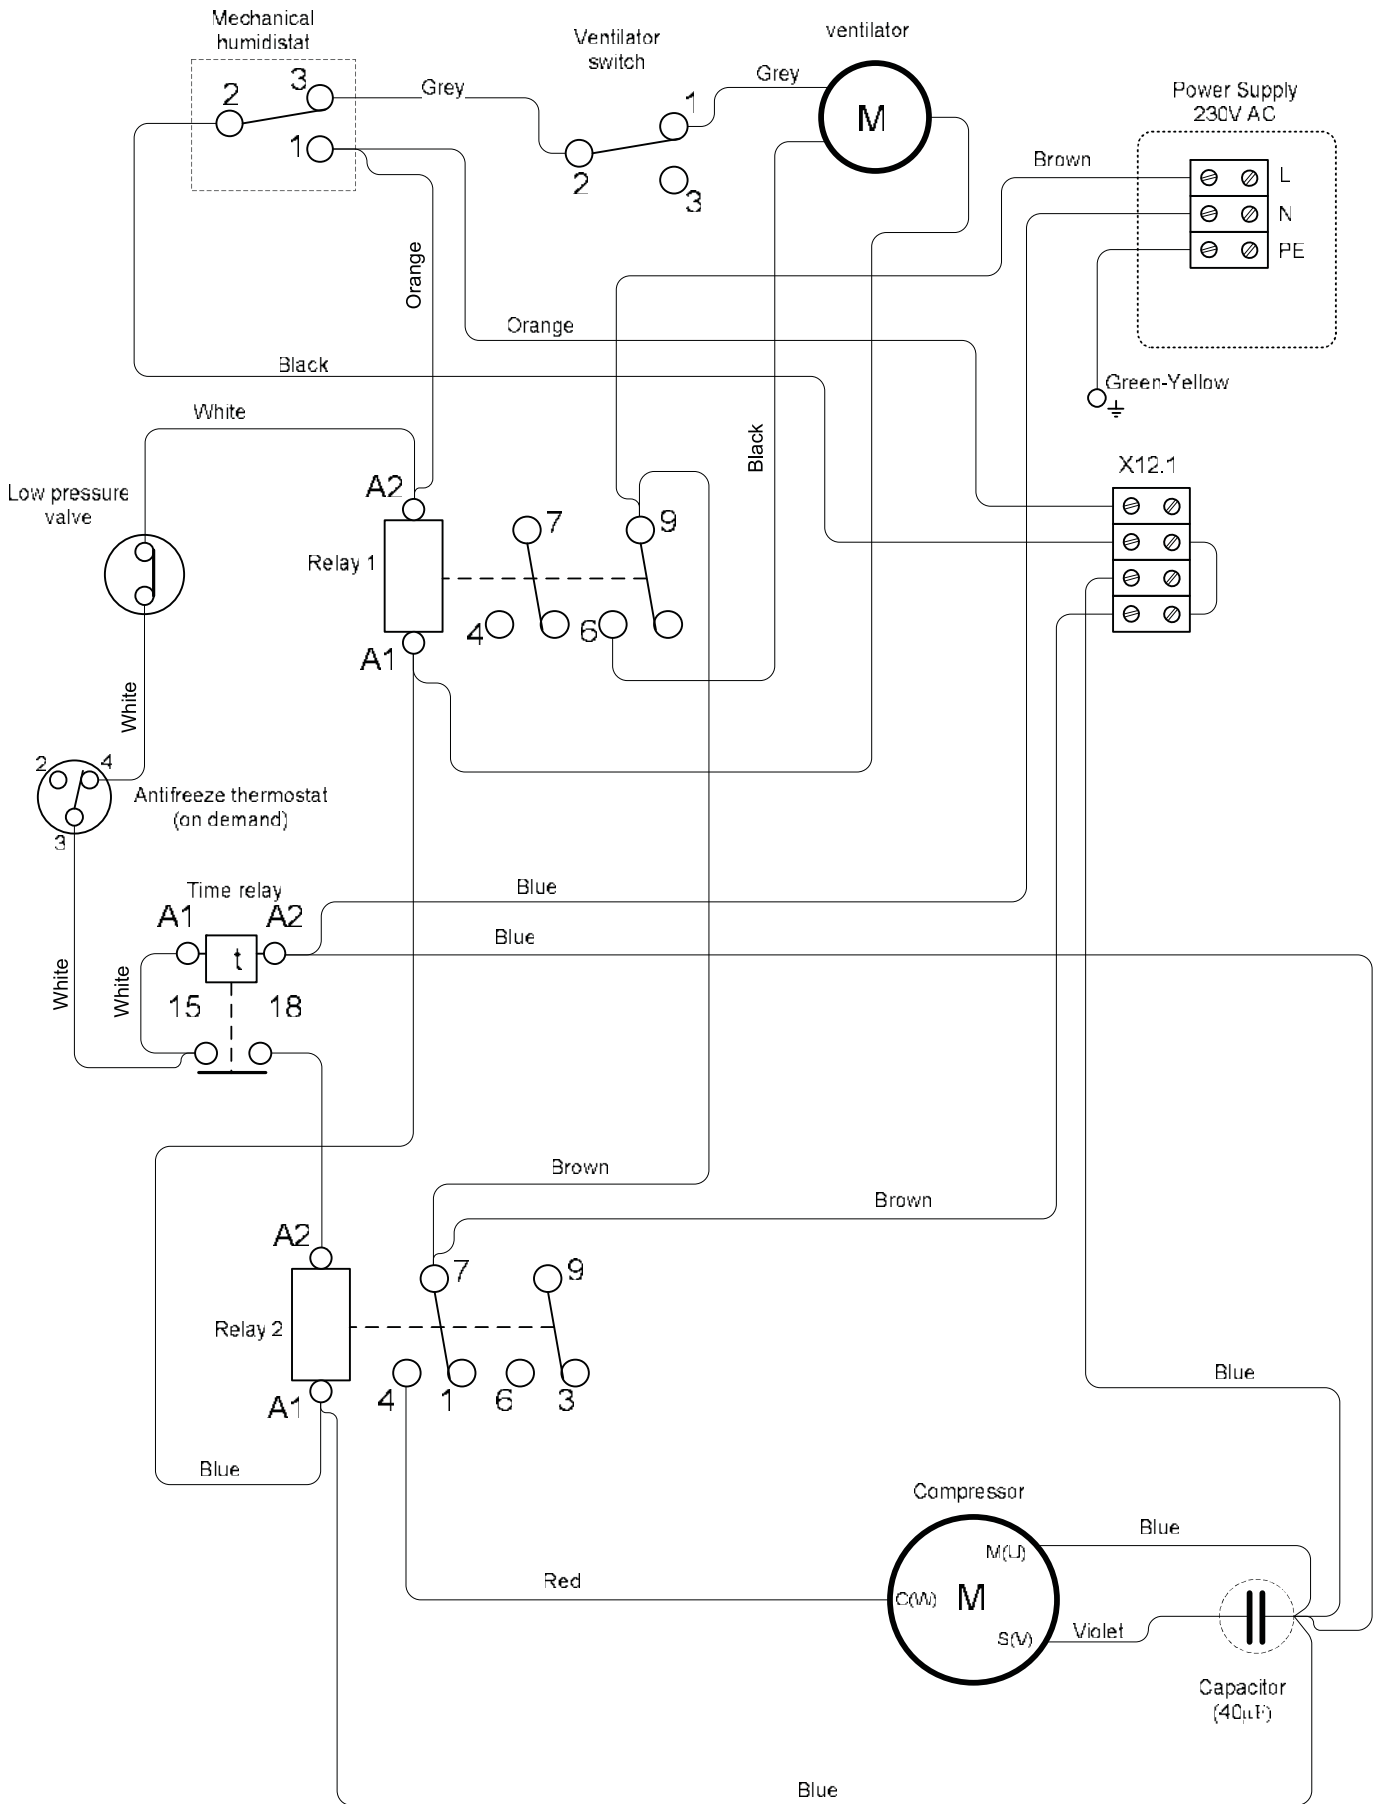 Mechanical
humidistat
Ventilator
switch
ventilator
Power Supply
230V AC
3
2
1
Grey
1
2
3
Grey
M
Brown
L
N
PE
Orange
Orange
Black
Green-Yellow
White
Black
X12.1
Low pressure
valve
A2
Relay 1
A1
7
9
4
6
White
2
4
3
Antifreeze thermostat
(on demand)
Time relay
A1
A2
t
15
18
White
White
Blue
Blue
Brown
Brown
A2
Relay 2
A1
7
9
4
1
6
3
Blue
Blue
Compressor
M(U)
C(W)
M
S(V)
Red
Blue
Violet
Capacitor
(40µF)
Blue